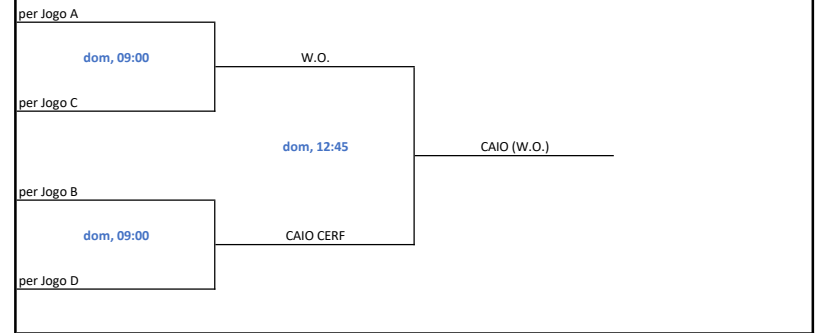 per Jogo A
dom, 09:00
W.O.
per Jogo C
dom, 12:45
CAIO (W.O.)
per Jogo B
dom, 09:00
CAIO CERF
per Jogo D